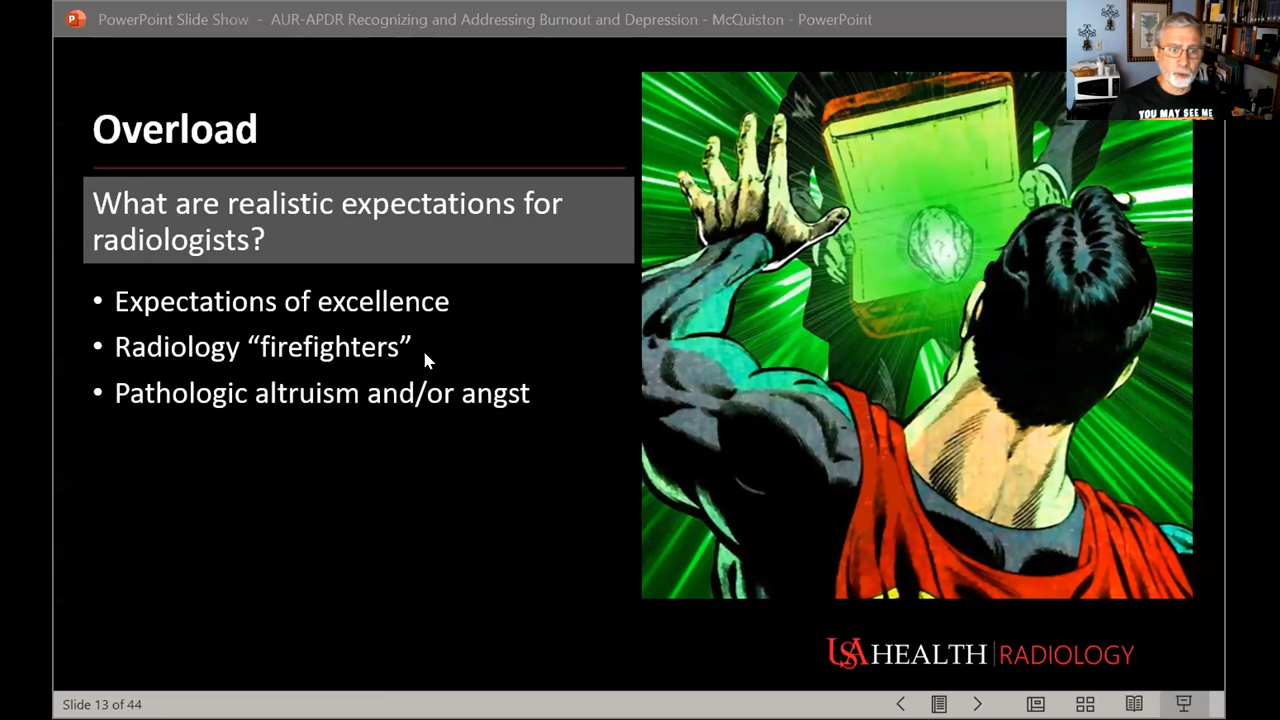 PowerPoint Slide Show - AUR-APDR Recognizing and Addressing Burnout and Depression - McQuiston - PowerPoint
YOU MAY SEE ME
Overload
What are realistic expectations for
radiologists?
• Expectations of excellence
• Radiology “firefighters”
• Pathologic altruism and/or angst
USA HEALTH | RADIOLOGY
Slide 13 of 44